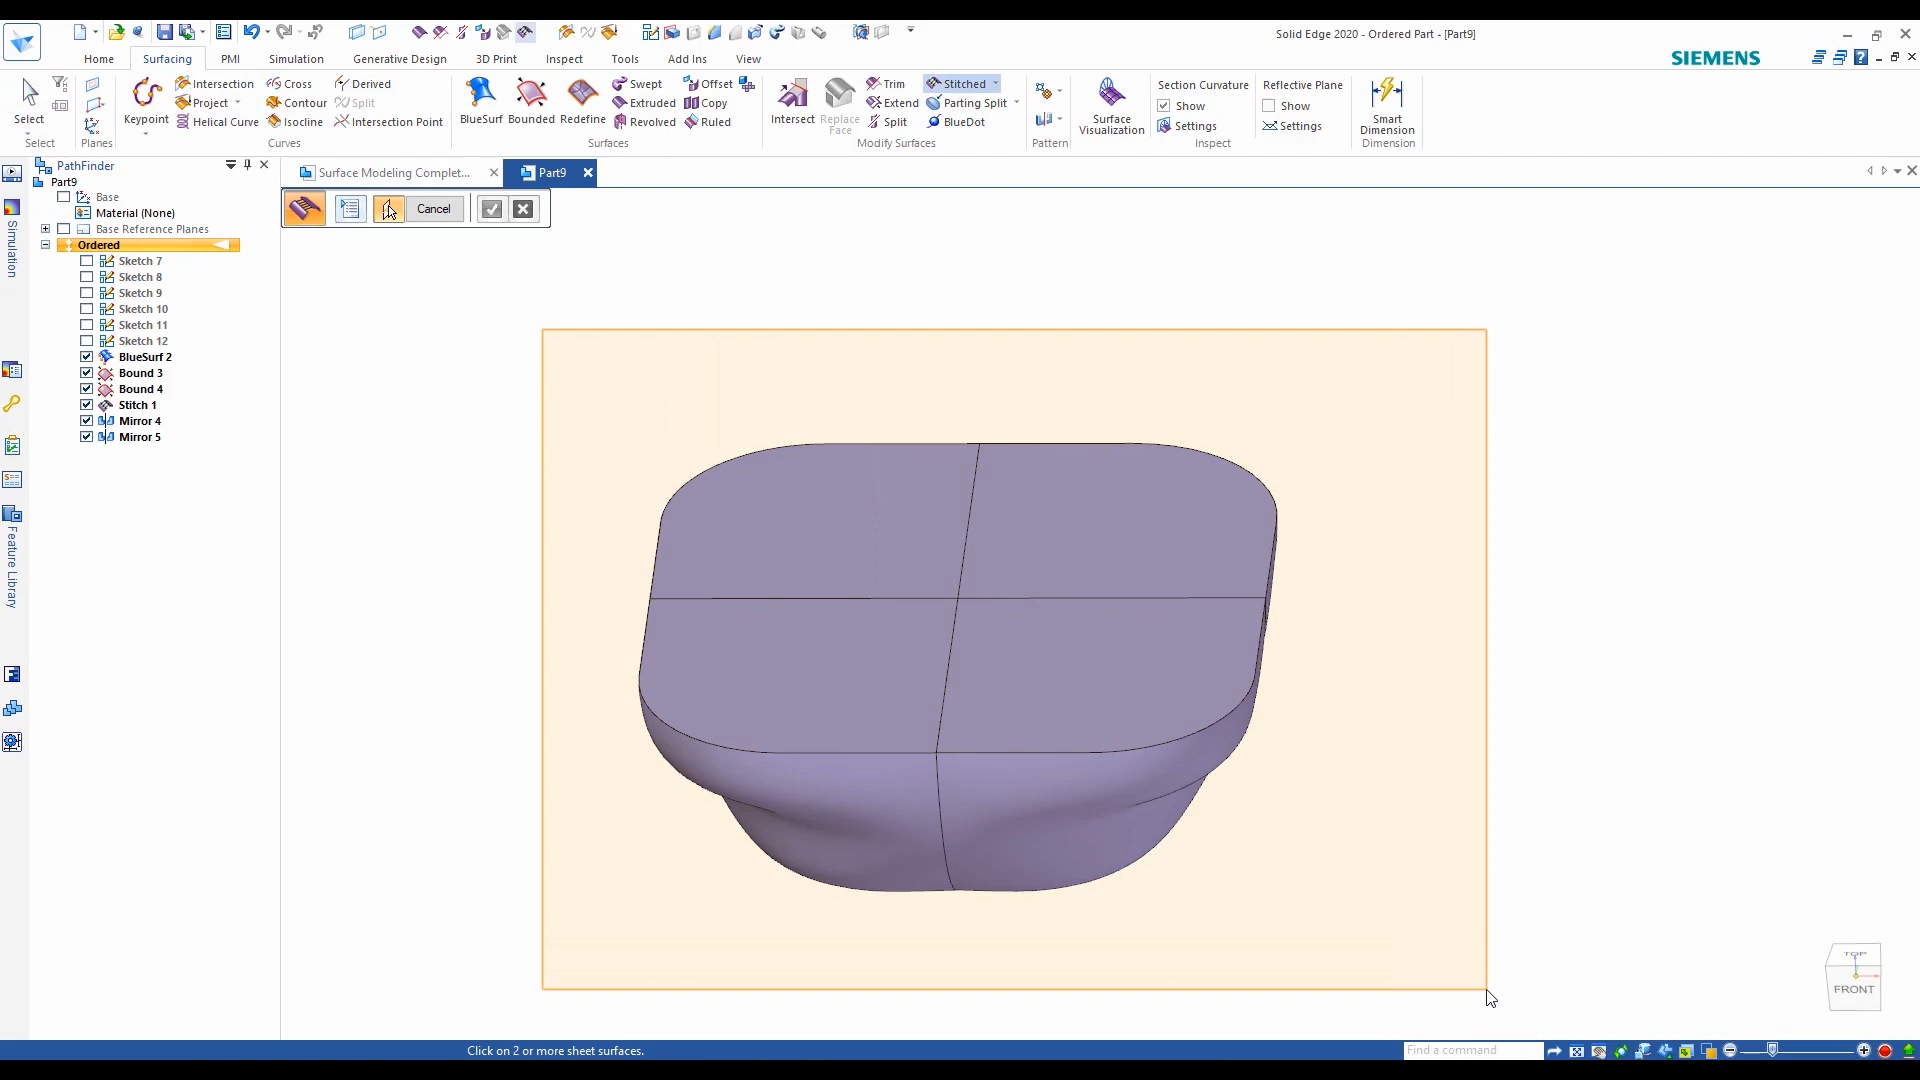 Solid Edge 2020 - Ordered Part - [Part9]
Home Surfacing PMI Simulation Generative Design 3D Print Inspect Tools Add Ins View
SIEMENS
Select
Select
Planes
Keypoint
Intersection
Project
Helical Curve
Cross
Contour
Isocline
Derived
Split
Intersection Point
Curves
BlueSurf
Bounded
Redefine
Swept
Extruded
Revolved
Offset
Copy
Ruled
Surfaces
Intersect
Replace
Face
Trim
Extend
Split
Stitched
Parting Split
BlueDot
Modify Surfaces
Pattern
Surface
Visualization
Section Curvature
Show
Settings
Inspect
Reflective Plane
Show
Settings
Smart
Dimension
Dimension
PathFinder
Part9
Base
Material (None)
Base Reference Planes
Ordered
Sketch 7
Sketch 8
Sketch 9
Sketch 10
Sketch 11
Sketch 12
BlueSurf 2
Bound 3
Bound 4
Stitch 1
Mirror 4
Mirror 5
Simulation
Feature Library
Surface Modeling Complet...
Part9
Cancel
TOP
FRONT
Click on 2 or more sheet surfaces.
Find a command